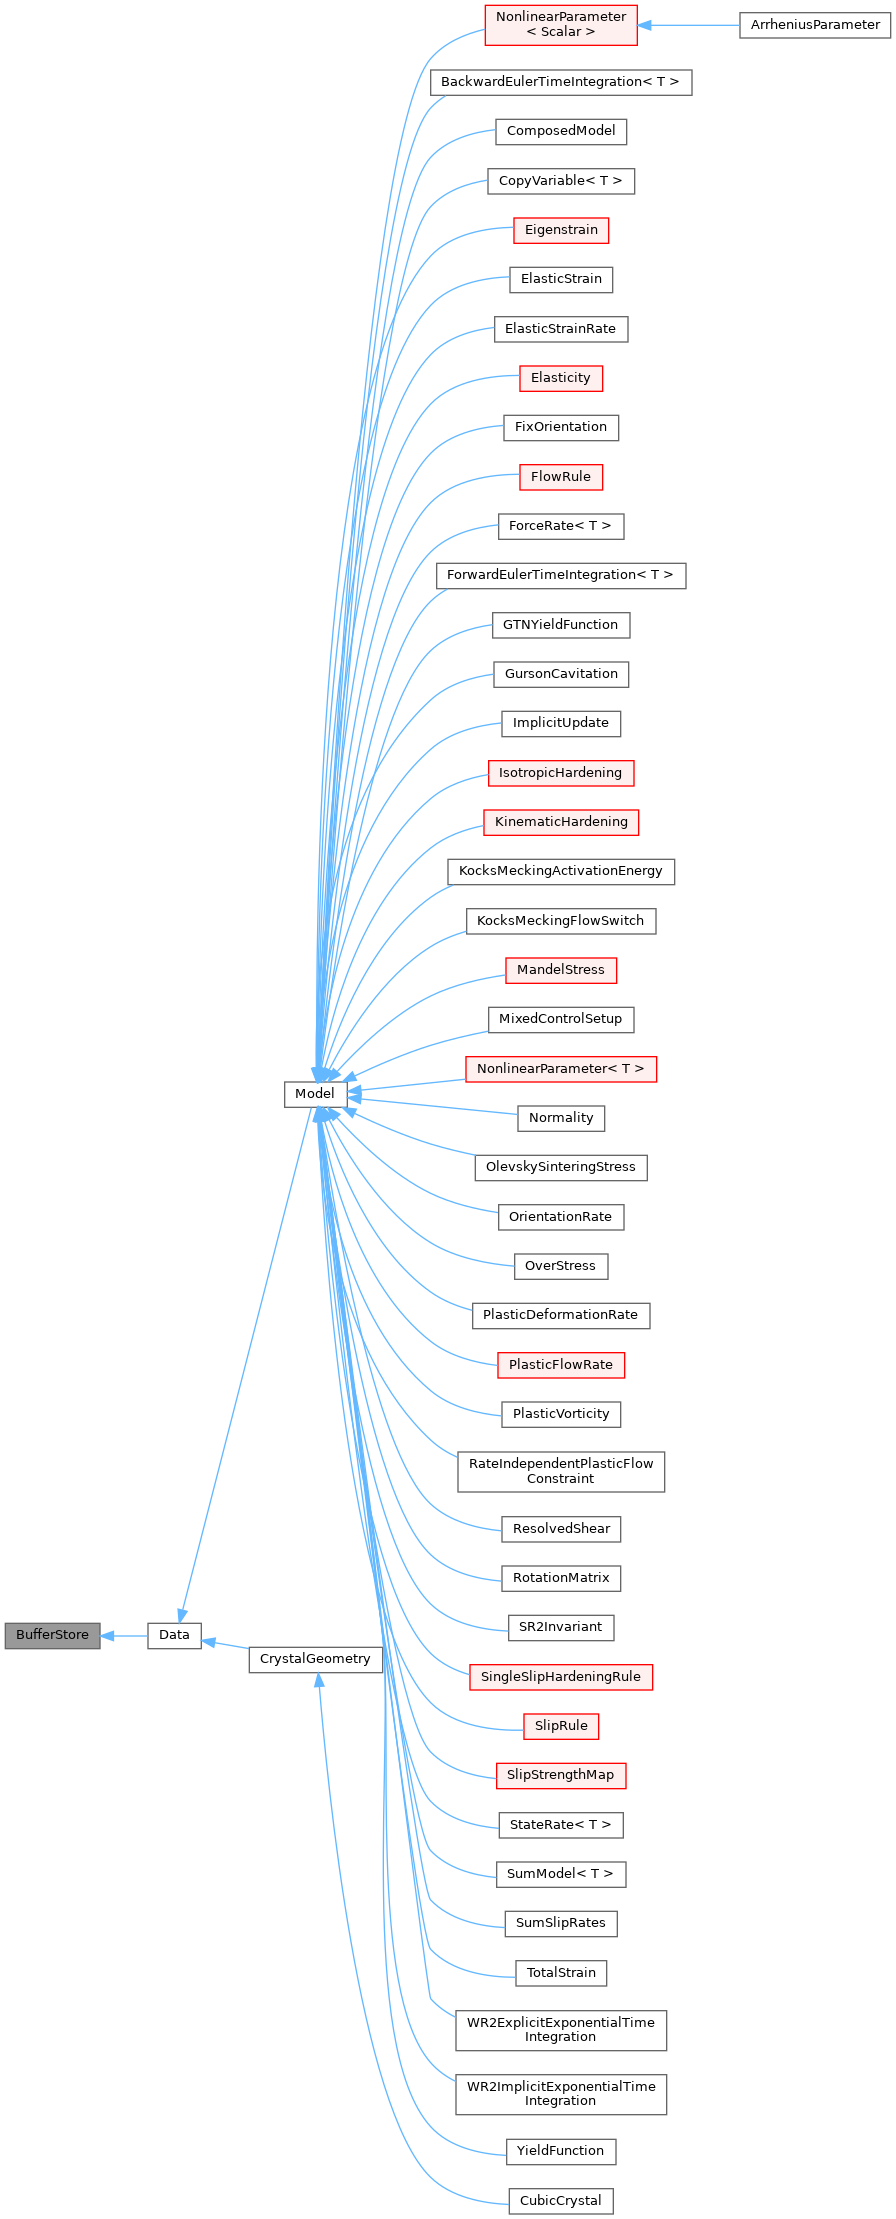 NonlinearParameter
< Scalar >
ArrheniusParameter
BackwardEulerTimeIntegration< T >
ComposedModel
CopyVariable< T >
Eigenstrain
ElasticStrain
ElasticStrainRate
Elasticity
FixOrientation
FlowRule
ForceRate< T >
ForwardEulerTimeIntegration< T >
GTNYieldFunction
GursonCavitation
ImplicitUpdate
IsotropicHardening
KinematicHardening
KocksMeckingActivationEnergy
KocksMeckingFlowSwitch
MandelStress
MixedControlSetup
NonlinearParameter< T >
Model
Normality
OlevskySinteringStress
OrientationRate
OverStress
PlasticDeformationRate
PlasticFlowRate
PlasticVorticity
RateIndependentPlasticFlow
Constraint
ResolvedShear
RotationMatrix
SR2Invariant
BufferStore
Data
CrystalGeometry
SingleSlipHardeningRule
SlipRule
SlipStrengthMap
StateRate< T >
SumModel< T >
SumSlipRates
TotalStrain
WR2ExplicitExponentialTime
Integration
WR2ImplicitExponentialTime
Integration
YieldFunction
CubicCrystal